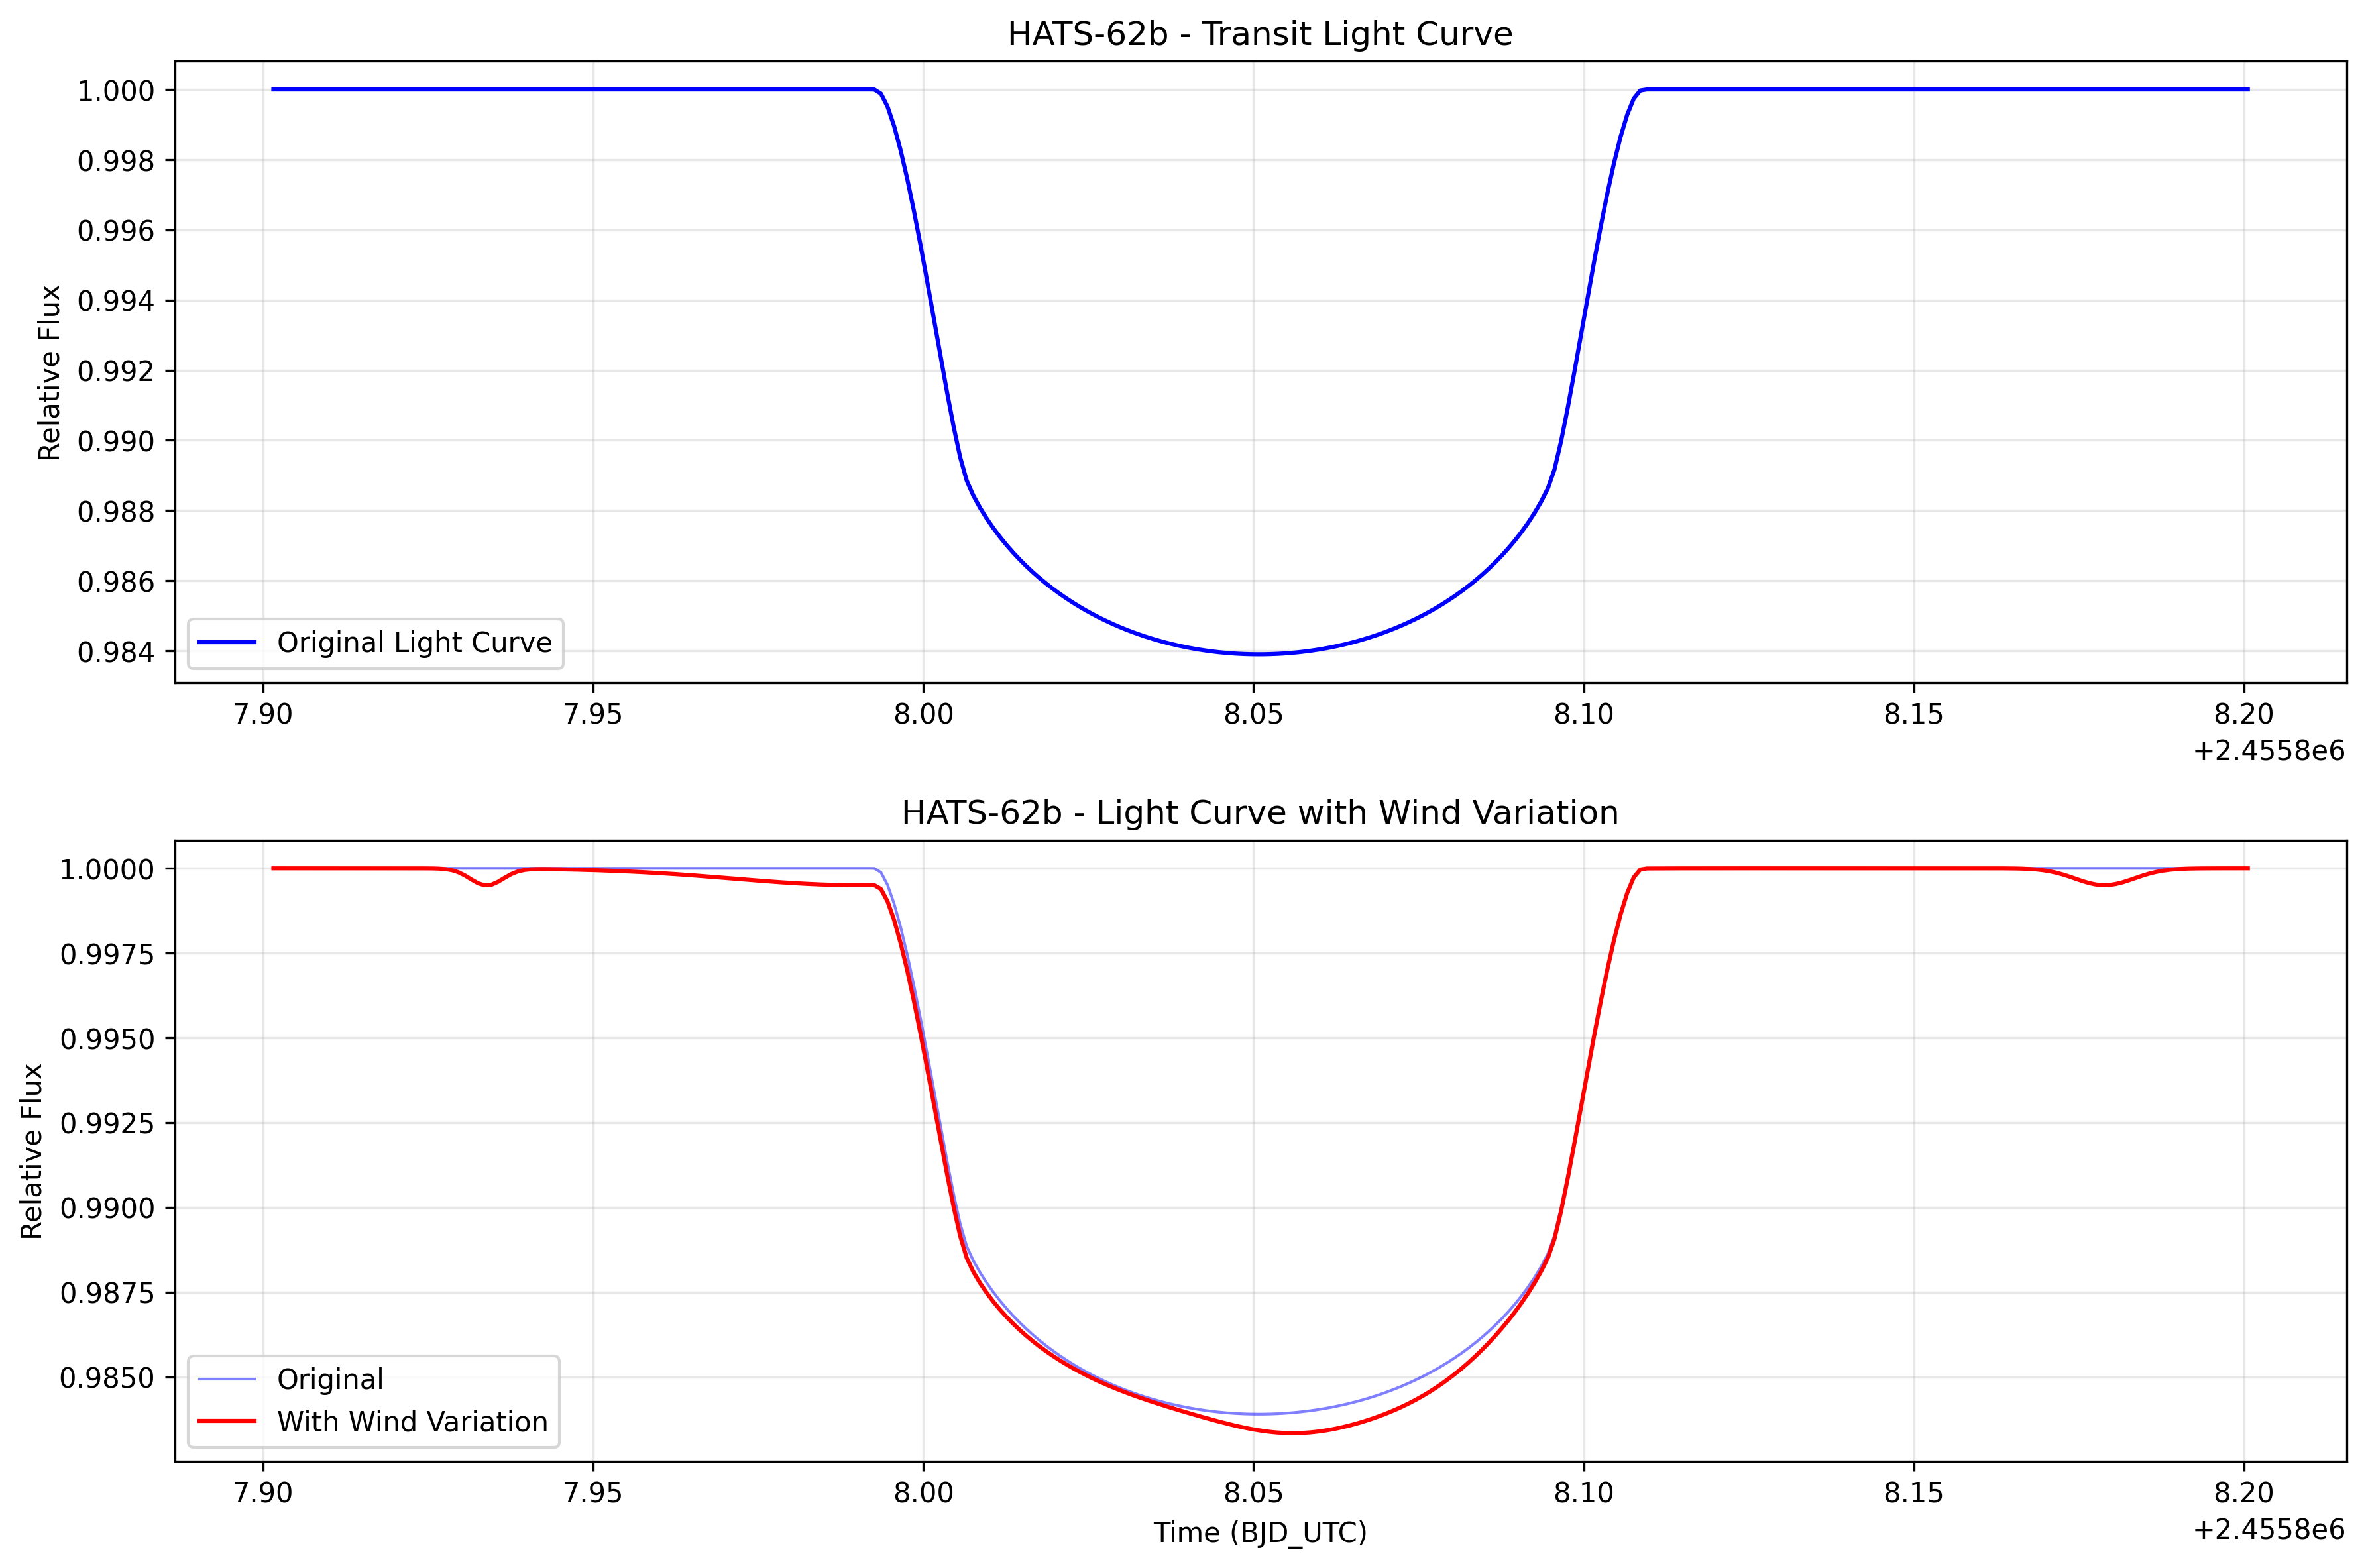 HATS-62b - Transit Light Curve
Relative Flux
1.000
0.998
0.996
0.994
0.992
0.990
0.988
0.986
0.984
Original Light Curve
7.90 7.95 8.00 8.05 8.10 8.15 8.20
+2.4558e6
HATS-62b - Light Curve with Wind Variation
Relative Flux
1.0000
0.9975
0.9950
0.9925
0.9900
0.9875
0.9850
Original
With Wind Variation
7.90 7.95 8.00 8.05 8.10 8.15 8.20
Time (BJD_UTC)
+2.4558e6